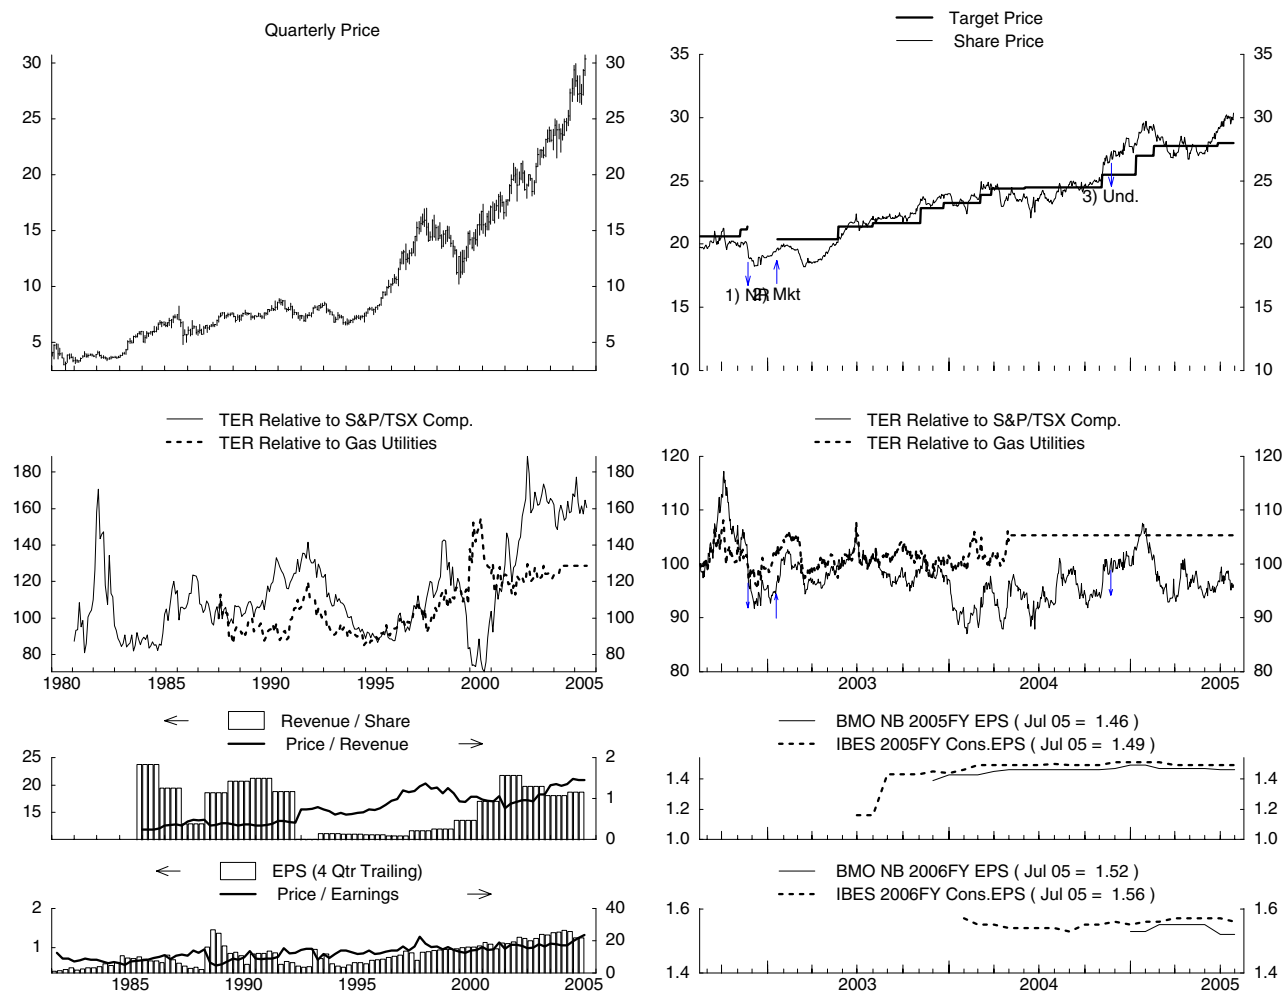 Quarterly Price
30 30
25 25
20 20
15 15
10 10
5 5
Target Price
Share Price
35 35
30 30
25 25
3) Und.
20 20
1) NR 2) Mkt
15 15
10 10
TER Relative to S&P/TSX Comp.
TER Relative to Gas Utilities
180 180
160 160
140 140
120 120
100 100
80 80
1980 1985 1990 1995 2000 2005
TER Relative to S&P/TSX Comp.
TER Relative to Gas Utilities
120 120
110 110
100 100
90 90
80 80
2003 2004 2005
Revenue / Share
Price / Revenue
25 2
20
15 1
0
BMO NB 2005FY EPS ( Jul 05 = 1.46 )
IBES 2005FY Cons.EPS ( Jul 05 = 1.49 )
1.4 1.4
1.2 1.2
1.0 1.0
EPS (4 Qtr Trailing)
Price / Earnings
2 40
1 20
0 0
1985 1990 1995 2000 2005
BMO NB 2006FY EPS ( Jul 05 = 1.52 )
IBES 2006FY Cons.EPS ( Jul 05 = 1.56 )
1.6 1.6
1.4 1.4
2003 2004 2005